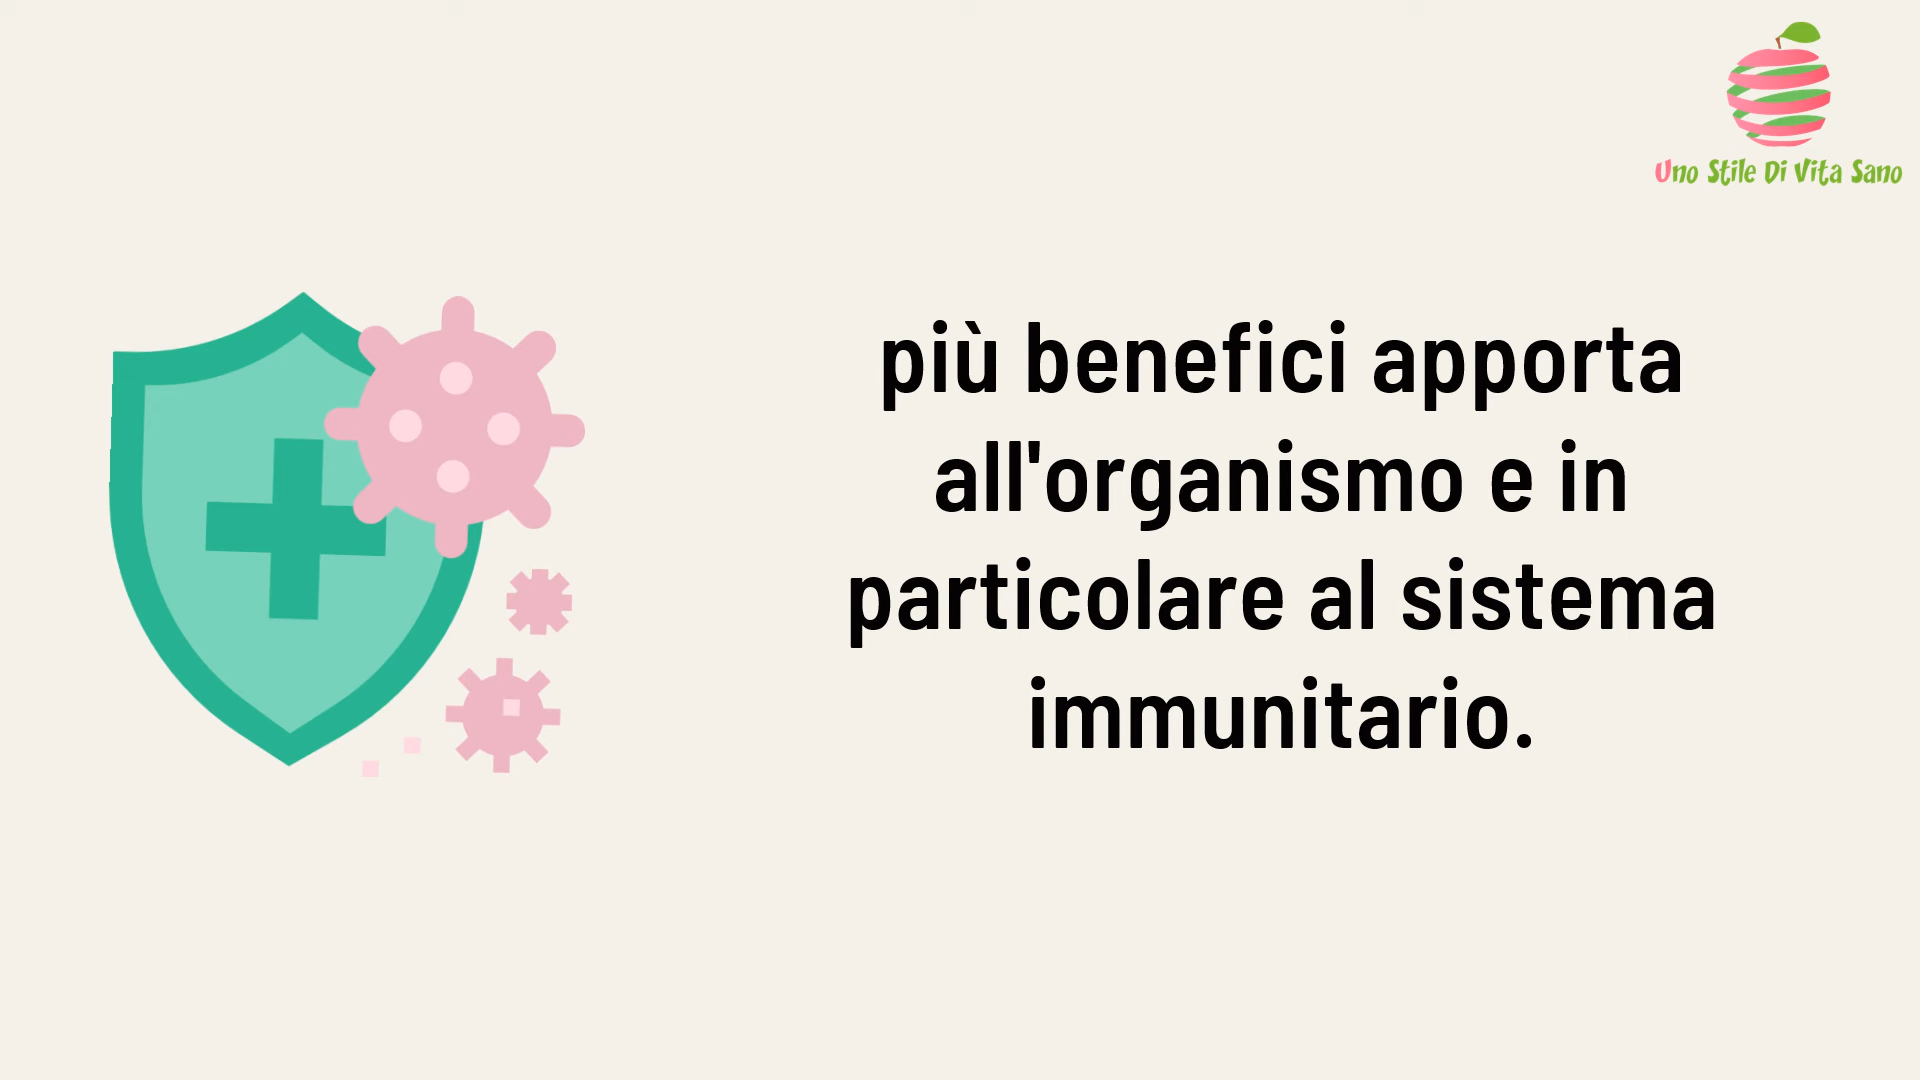 Uno Stile Di Vita Sano
più benefici apporta
all'organismo e in
particolare al sistema
immunitario.